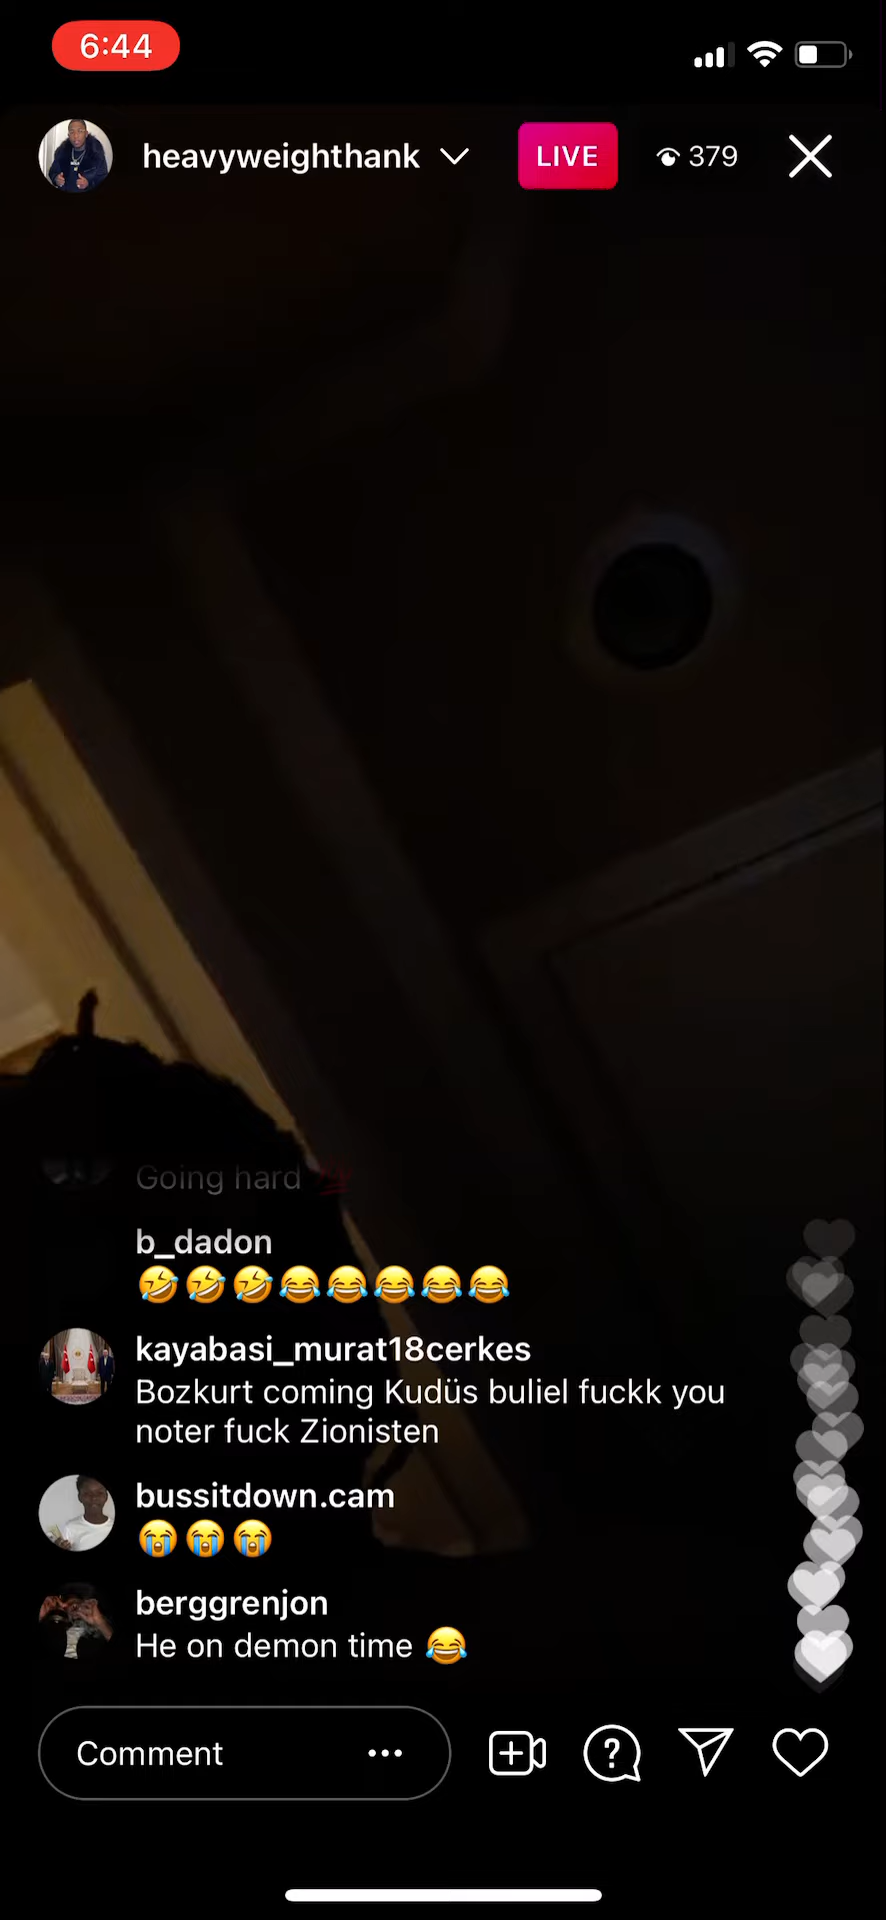 6:44
heavyweighthank LIVE 379
Going hard 💯
b_dadon
🤣🤣🤣😂😂😂😂😂
kayabasi_murat18cerkes
Bozkurt coming Kudüs buliel fuckk you
noter fuck Zionisten
bussitdown.cam
😭😭😭
berggrenjon
He on demon time 😂
Comment